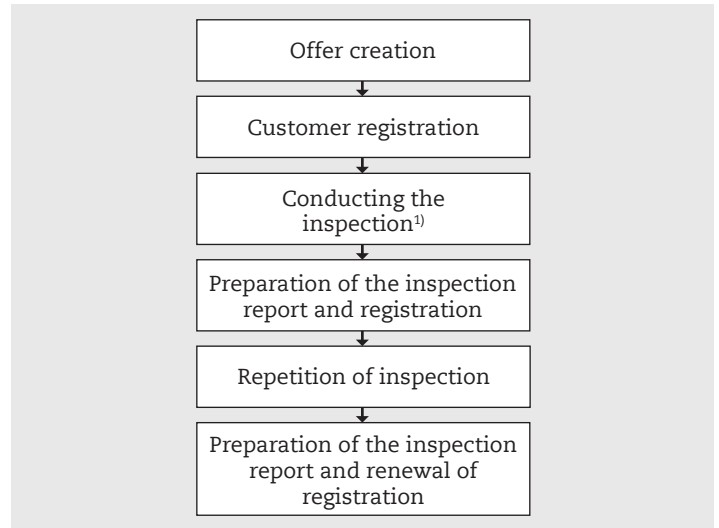 Offer creation
Customer registration
Conducting the
inspection¹⁾
Preparation of the inspection
report and registration
Repetition of inspection
Preparation of the inspection
report and renewal of
registration